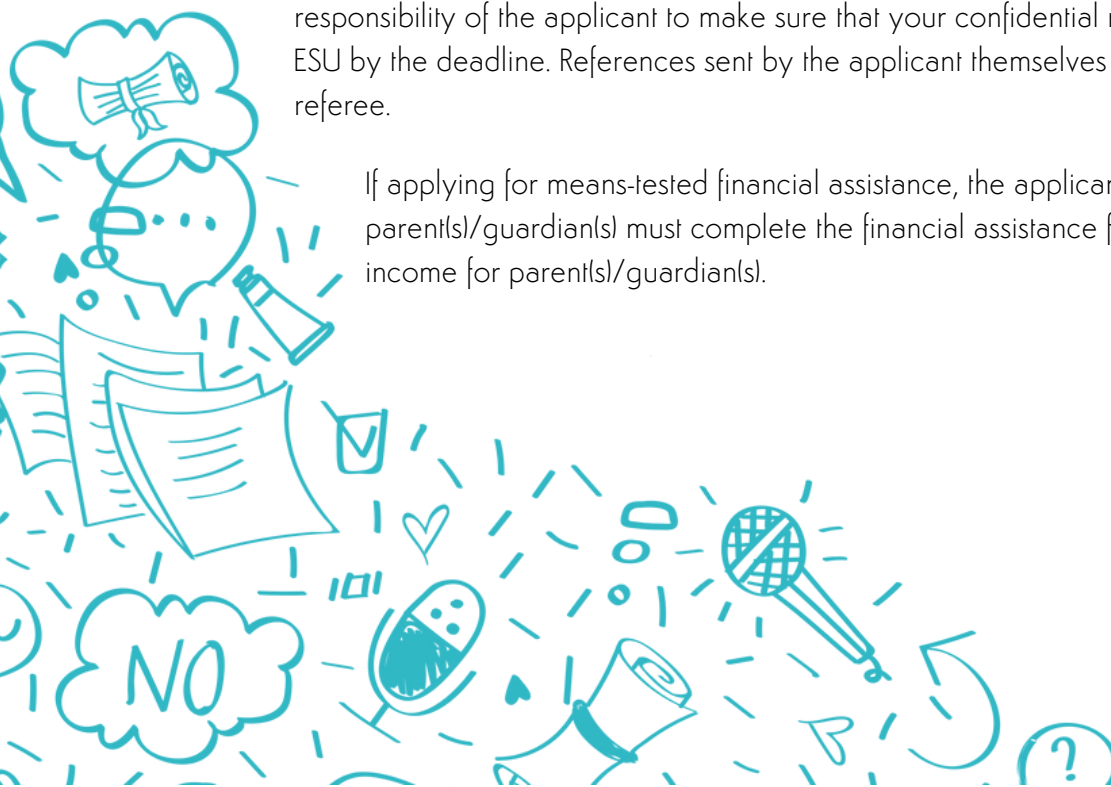 responsibility of the applicant to make sure that your confidential
ESU by the deadline. References sent by the applicant themselves
referee.
If applying for means-tested financial assistance, the
parent(s)/guardian(s) must complete the financial assistance
income for parent(s)/guardian(s).
NO
?